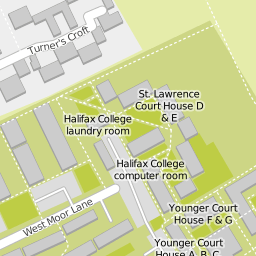 Turner's Croft
St. Lawrence
Court House D
& E
Halifax College
laundry room
Halifax College
computer room
West Moor Lane
Younger Court
House F & G
Younger Court
House A, B, C